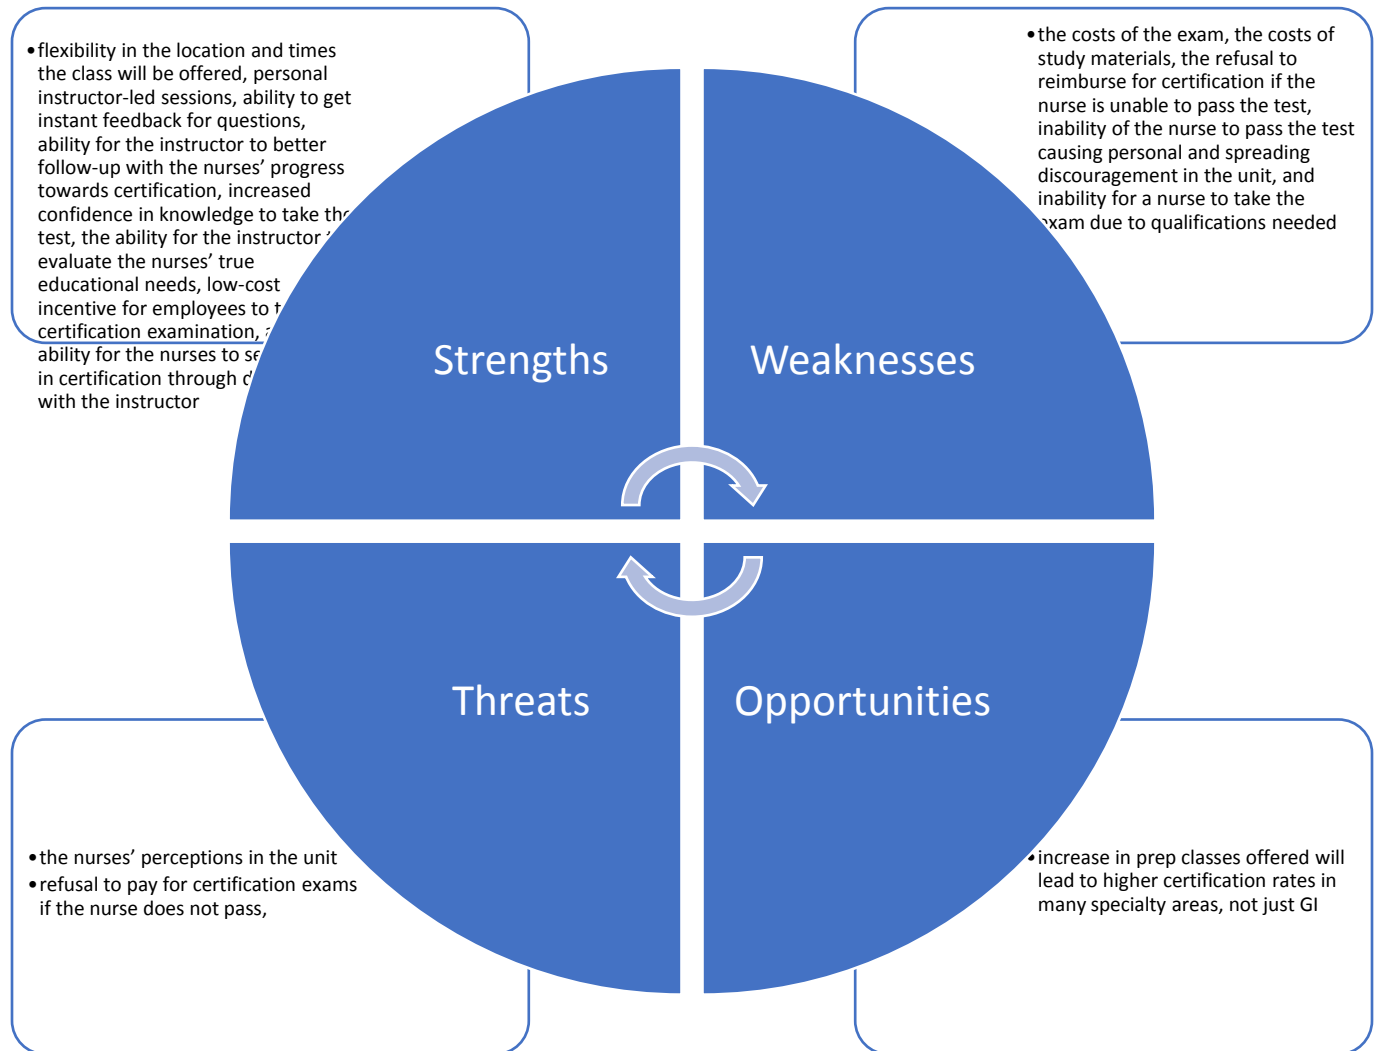 •flexibility in the location and times
the class will be offered, personal
instructor-led sessions, ability to get
instant feedback for questions,
ability for the instructor to better
follow-up with the nurses’ progress
towards certification, increased
confidence in knowledge to take the
test, the ability for the instructor
evaluate the nurses’ true
educational needs, low-cost
incentive for employees to
certification examination,
ability for the nurses to
in certification through
with the instructor
•the costs of the exam, the costs of
study materials, the refusal to
reimburse for certification if the
nurse is unable to pass the test,
inability of the nurse to pass the test
causing personal and spreading
discouragement in the unit, and
inability for a nurse to take the
exam due to qualifications needed
Strengths
Weaknesses
Threats
Opportunities
•the nurses’ perceptions in the unit
•refusal to pay for certification exams
if the nurse does not pass,
•increase in prep classes offered will
lead to higher certification rates in
many specialty areas, not just GI